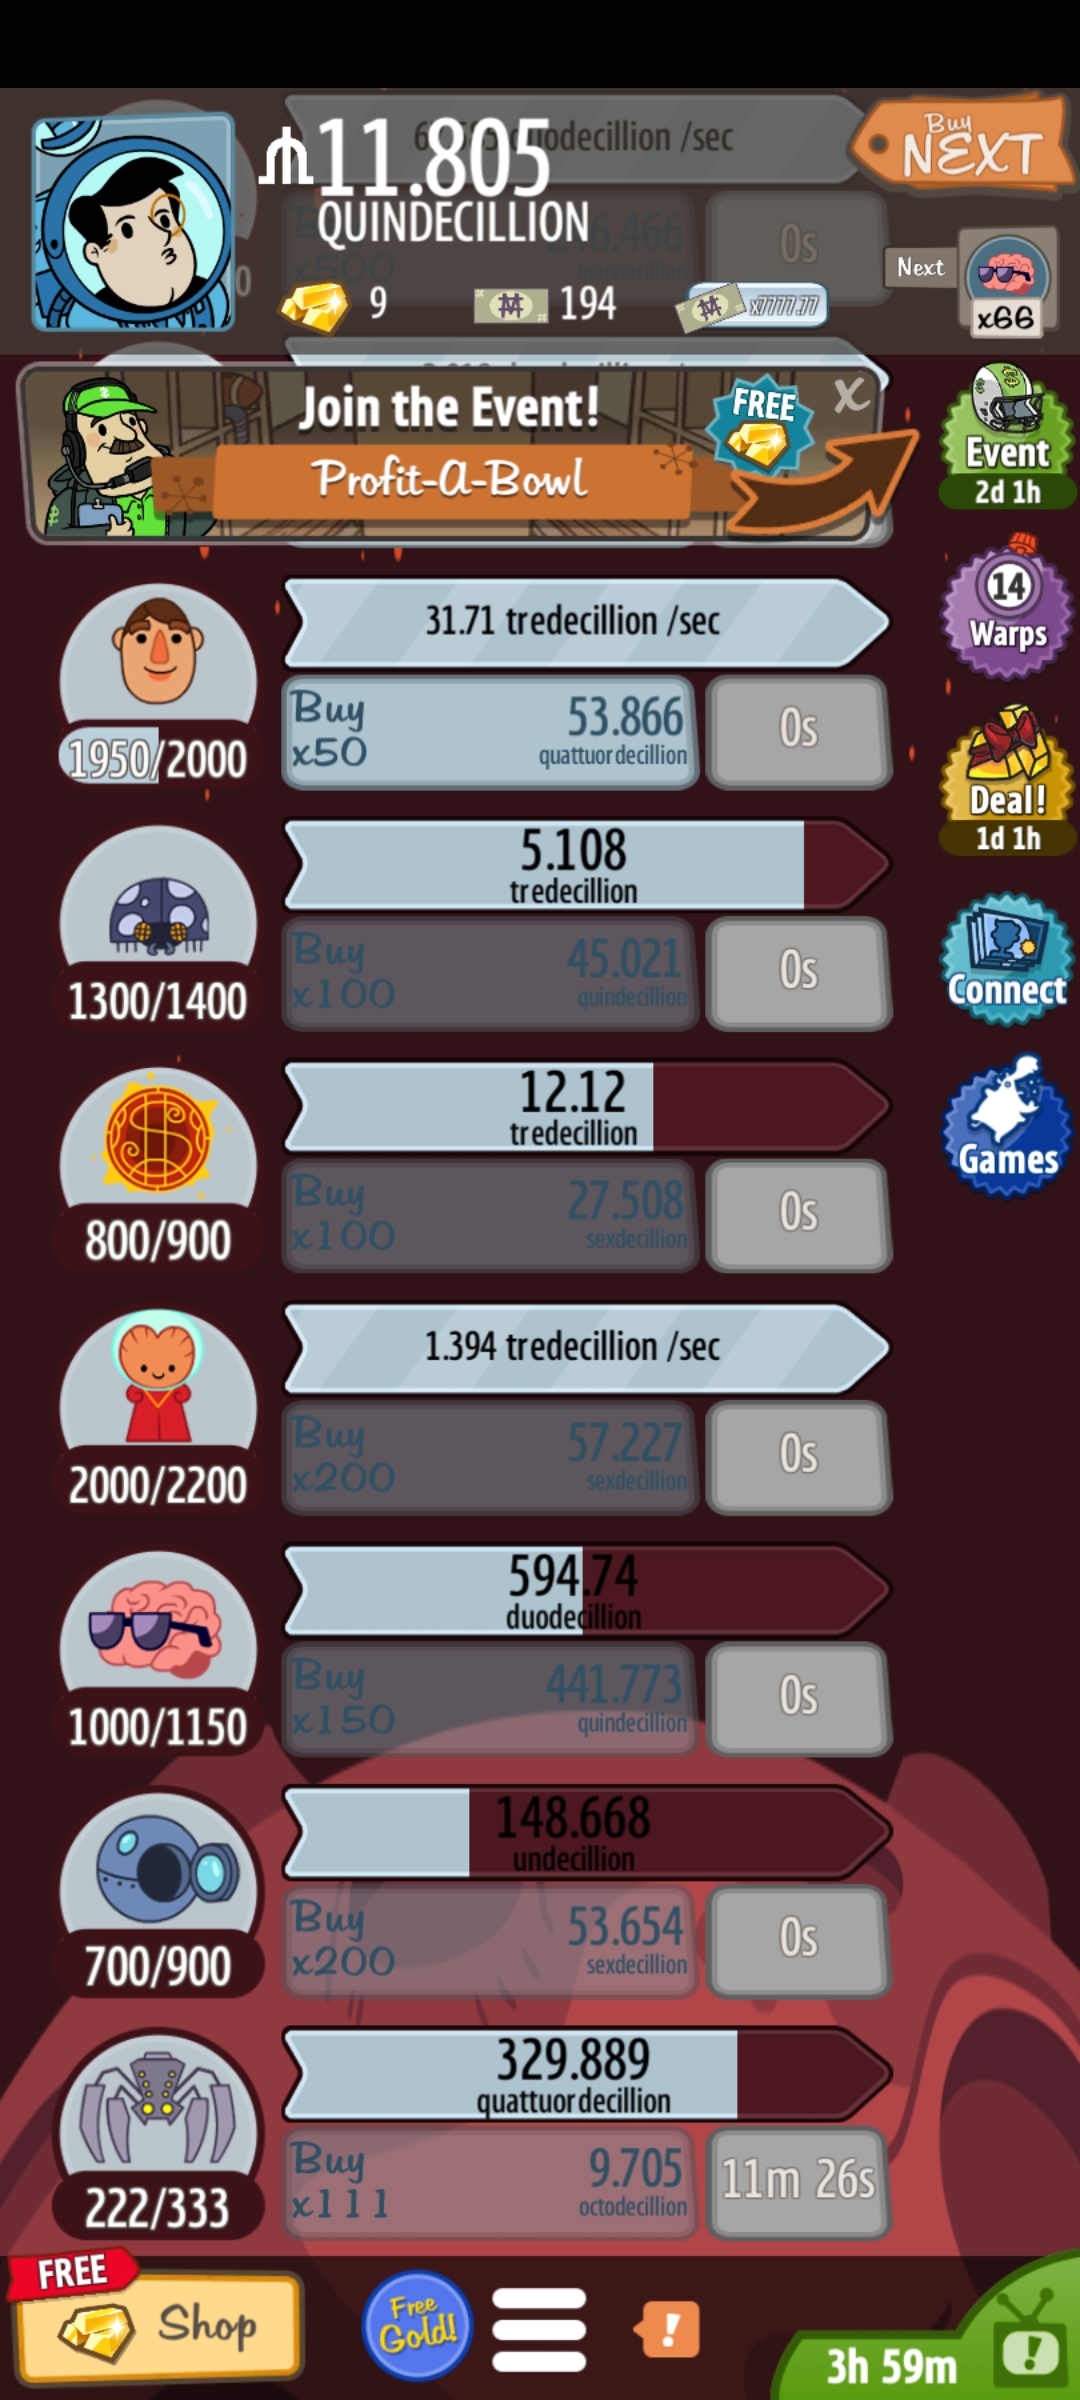 duodecillion /sec
11.805
QUINDECILLION
Buy
NEXT
x500
6.466
quindecillion
0s
Next
x66
9
194
x7777.77
Join the Event!
Profit-A-Bowl
FREE
X
Event
2d 1h
31.71 tredecillion /sec
14
Warps
Buy
x50
53.866
quattuordecillion
0s
1950/2000
Deal!
1d 1h
5.108
tredecillion
Buy
x100
45.021
quindecillion
0s
1300/1400
Connect
12.12
tredecillion
Games
Buy
x100
27.508
sexdecillion
0s
800/900
1.394 tredecillion /sec
Buy
x200
57.227
sexdecillion
0s
2000/2200
594.74
duodecillion
Buy
x150
441.773
quindecillion
0s
1000/1150
148.668
undecillion
Buy
x200
53.654
sexdecillion
0s
700/900
329.889
quattuordecillion
Buy
x111
9.705
octodecillion
11m 26s
222/333
FREE
Shop
Free
Gold!
!
3h 59m
!